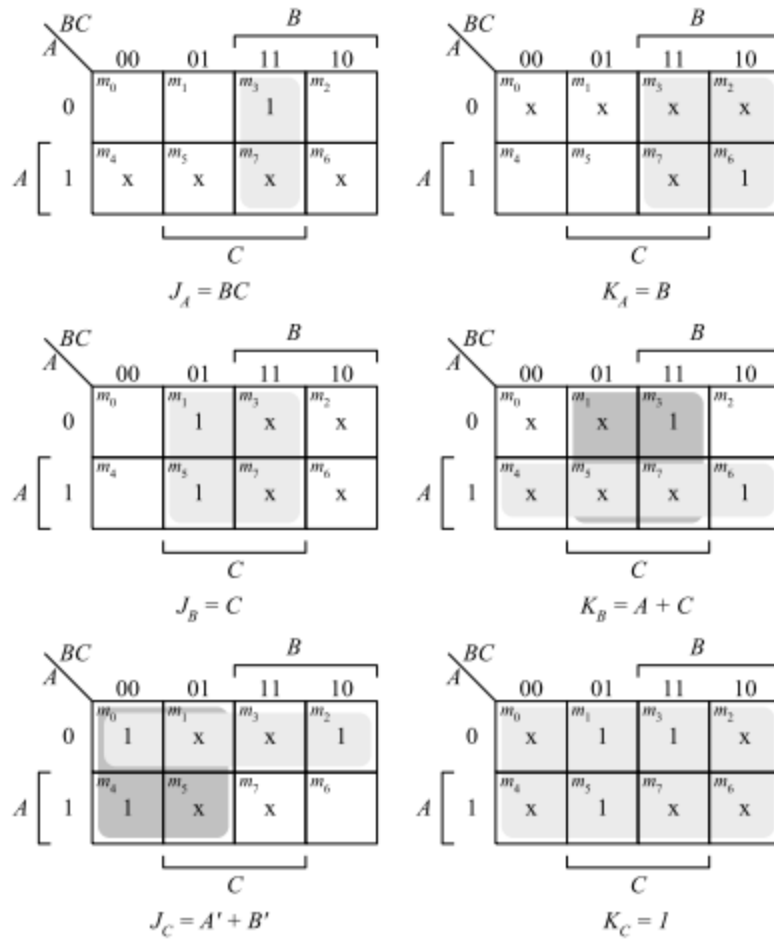 BC B BC B
A 00 01 11 10 A 00 01 11 10
m0 m1 m3 m2 m0 m1 m3 m2
0 1 0 x x x x
m4 m5 m7 m6 m4 m5 m7 m6
A 1 x x x x A 1 x 1
C C
J_A = BC K_A = B
BC B BC B
A 00 01 11 10 A 00 01 11 10
m0 m1 m3 m2 m0 m1 m3 m2
0 1 x x 0 x x 1
m4 m5 m7 m6 m4 m5 m7 m6
A 1 1 x x A 1 x x x 1
C C
J_B = C K_B = A + C
BC B BC B
A 00 01 11 10 A 00 01 11 10
m0 m1 m3 m2 m0 m1 m3 m2
0 1 x x 1 0 x 1 1 x
m4 m5 m7 m6 m4 m5 m7 m6
A 1 1 x x A 1 x 1 x x
C C
J_C = A' + B' K_C = 1